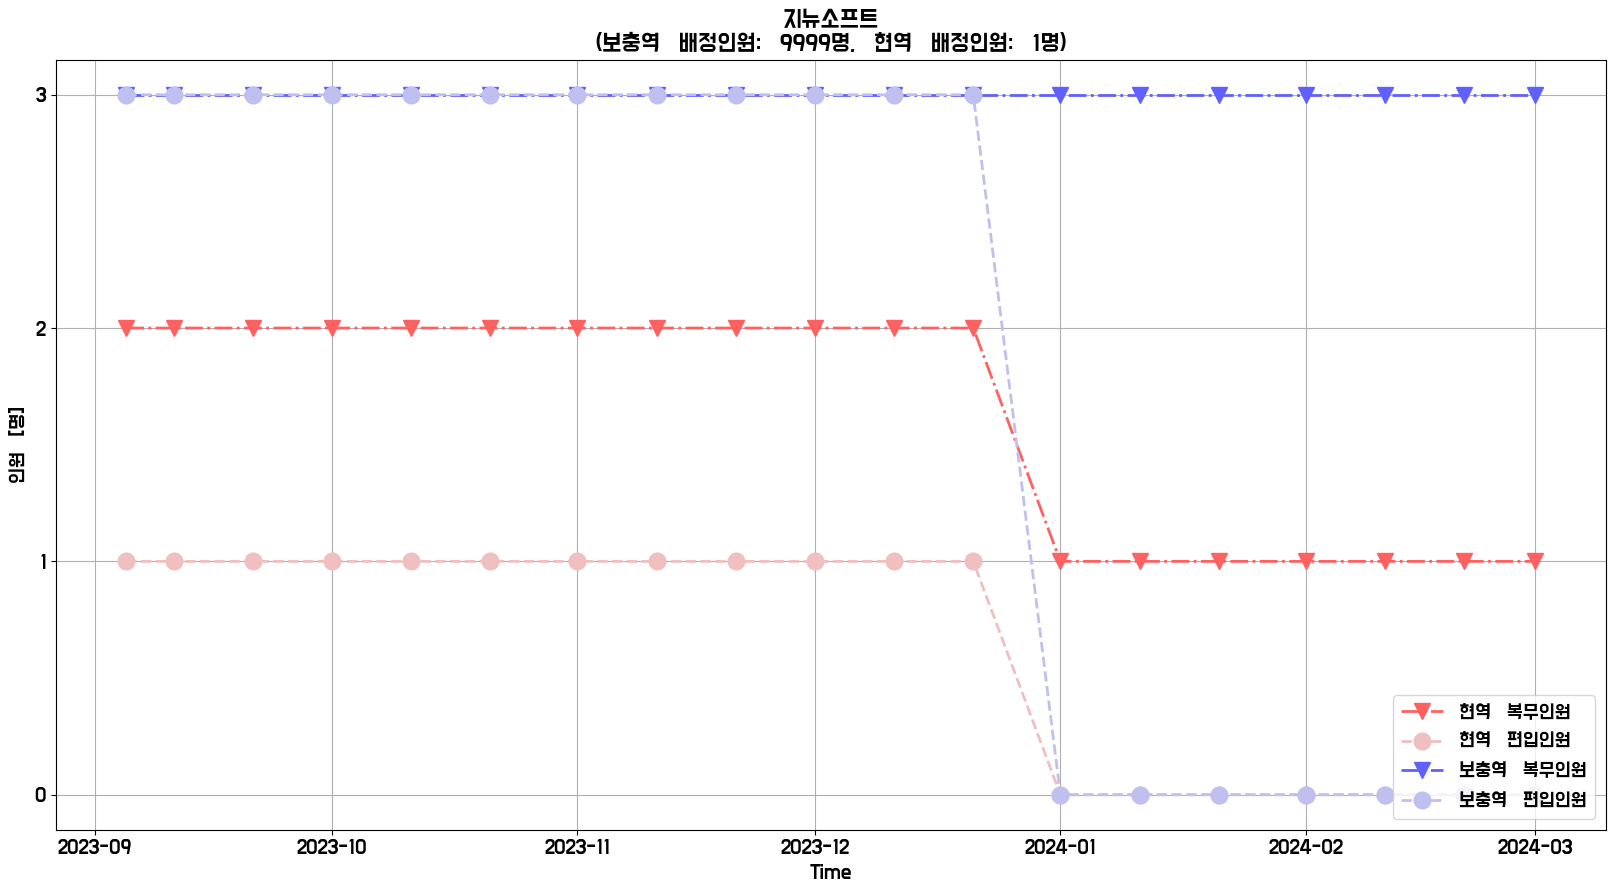 지뉴소프트
(보충역 배정인원: 9999명, 현역 배정인원: 1명)
3
2
1
0
인원 [명]
2023-09 2023-10 2023-11 2023-12 2024-01 2024-02 2024-03
Time
현역 복무인원
현역 편입인원
보충역 복무인원
보충역 편입인원